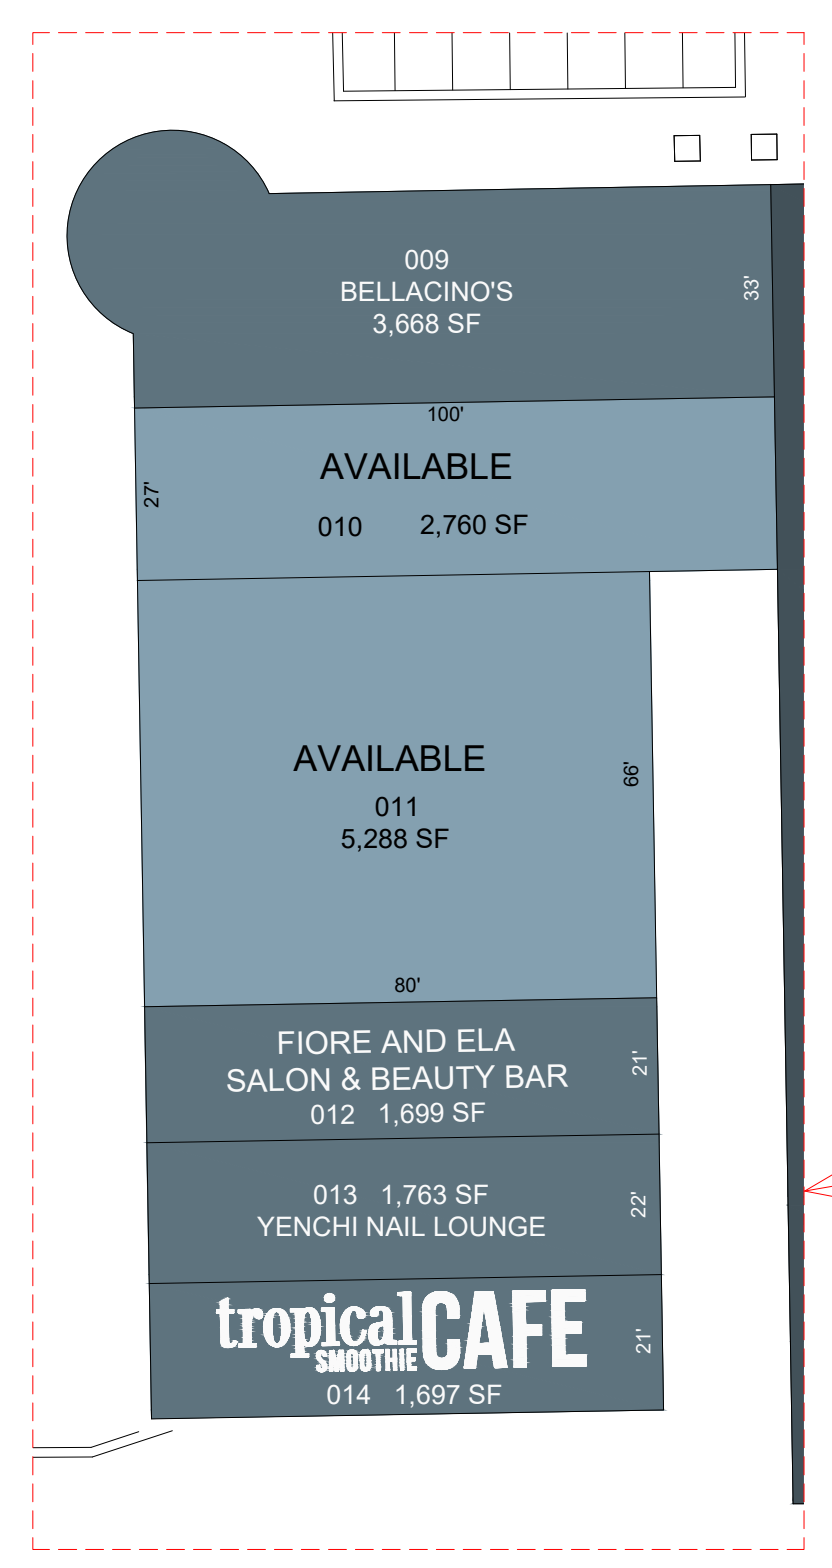 009
BELLACINO'S
3,668 SF
33'
100'
AVAILABLE
27'
010 2,760 SF
AVAILABLE
66'
011
5,288 SF
80'
FIORE AND ELA
SALON & BEAUTY BAR
21'
012 1,699 SF
013 1,763 SF
22'
YENCHI NAIL LOUNGE
tropical CAFE
SMOOTHIE
21'
014 1,697 SF